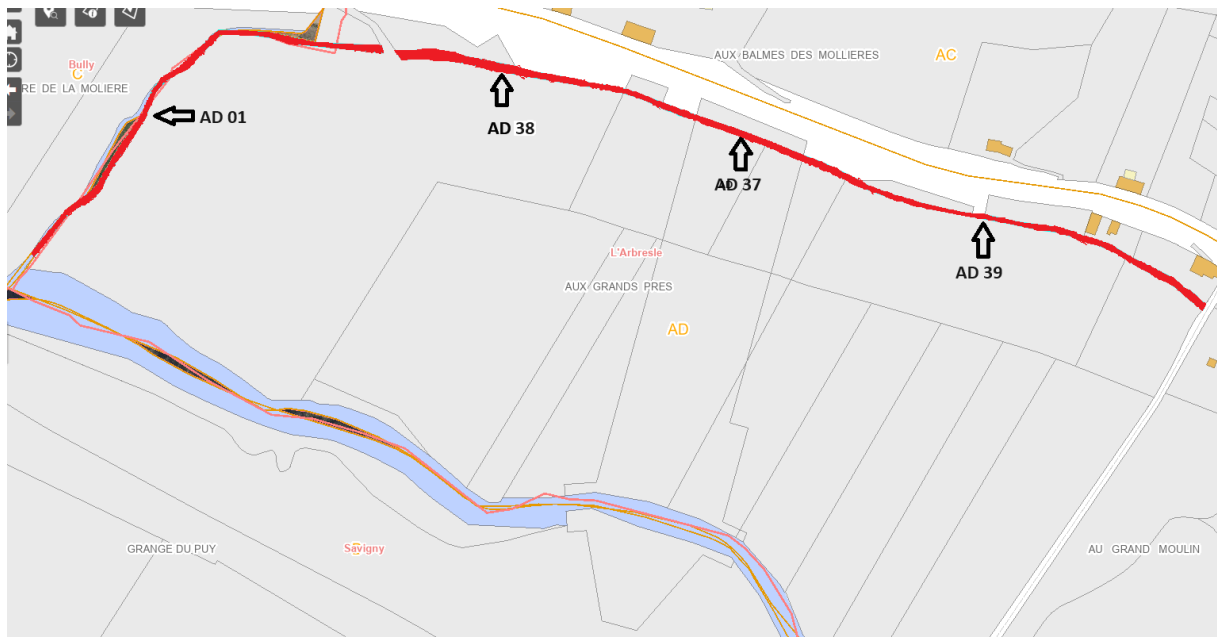 AUX BALMES DES MOLLIERES
AC
Bully
C
RE DE LA MOLIERE
AD 01
AD 38
AD 37
L'Arbresle
AD 39
AUX GRANDS PRES
AD
GRANGE DU PUY
Savigny
AU GRAND MOULIN